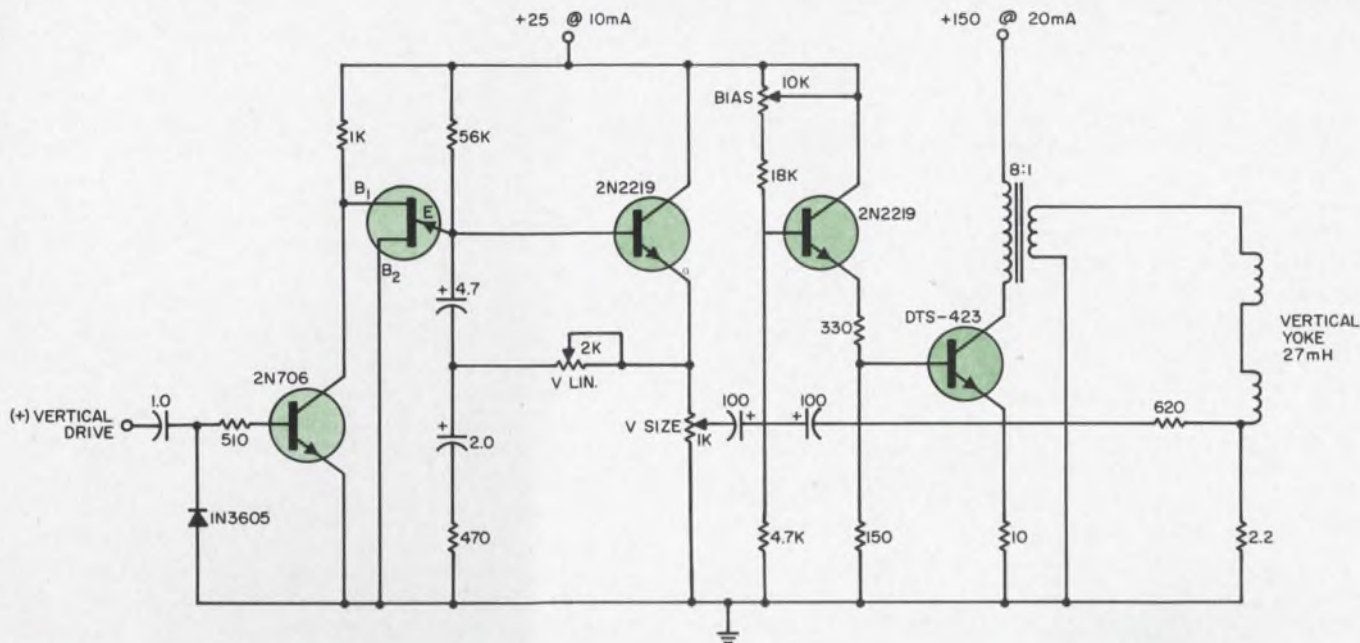 +25 @ 10mA
+150 @ 20mA
1K
56K
BIAS
10K
8:1
B1
E
18K
2N2219
2N2219
B2
4.7
330
DTS-423
VERTICAL
YOKE
27mH
2N706
2K
V LIN.
(+) VERTICAL
DRIVE
1.0
510
+
2.0
V SIZE
1K
100
+
+
100
620
IN3605
470
4.7K
150
10
2.2
+